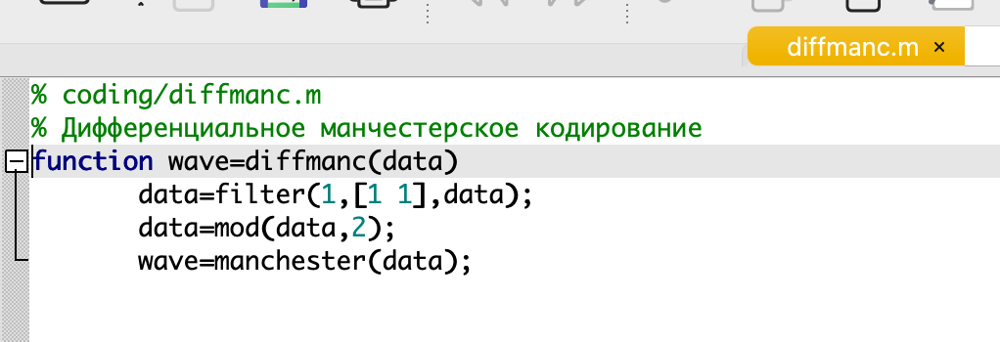 diffmanc.m ×
% coding/diffmanc.m
% Дифференциальное манчестерское кодирование
function wave=diffmanc(data)
data=filter(1,[1 1],data);
data=mod(data,2);
wave=manchester(data);